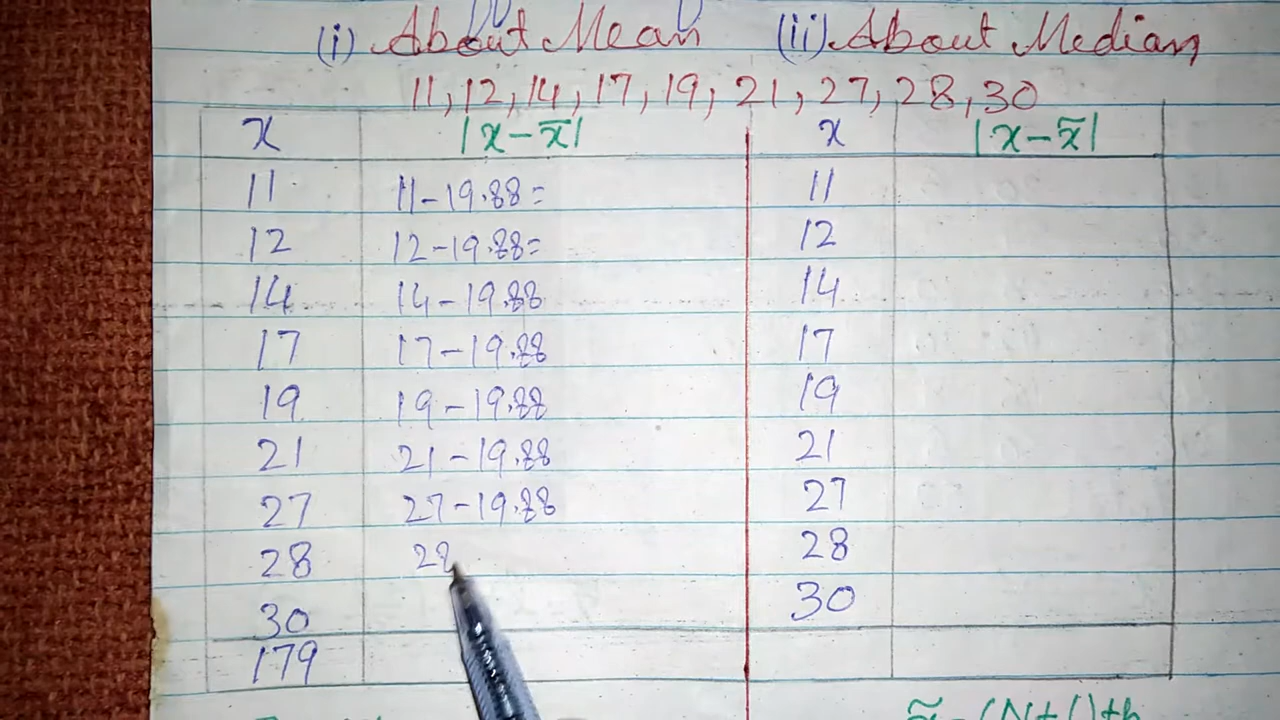 (i) About Mean (ii) About Median
11, 12, 14, 17, 19, 21, 27, 28, 30
x |x-x̅| x |x-x̃|
11 11-19.88= 11
12 12-19.88= 12
14 14-19.88 14
17 17-19.88 17
19 19-19.88 19
21 21-19.88 21
27 27-19.88 27
28 28 28
30 30
179
x̃ = (N+1)th